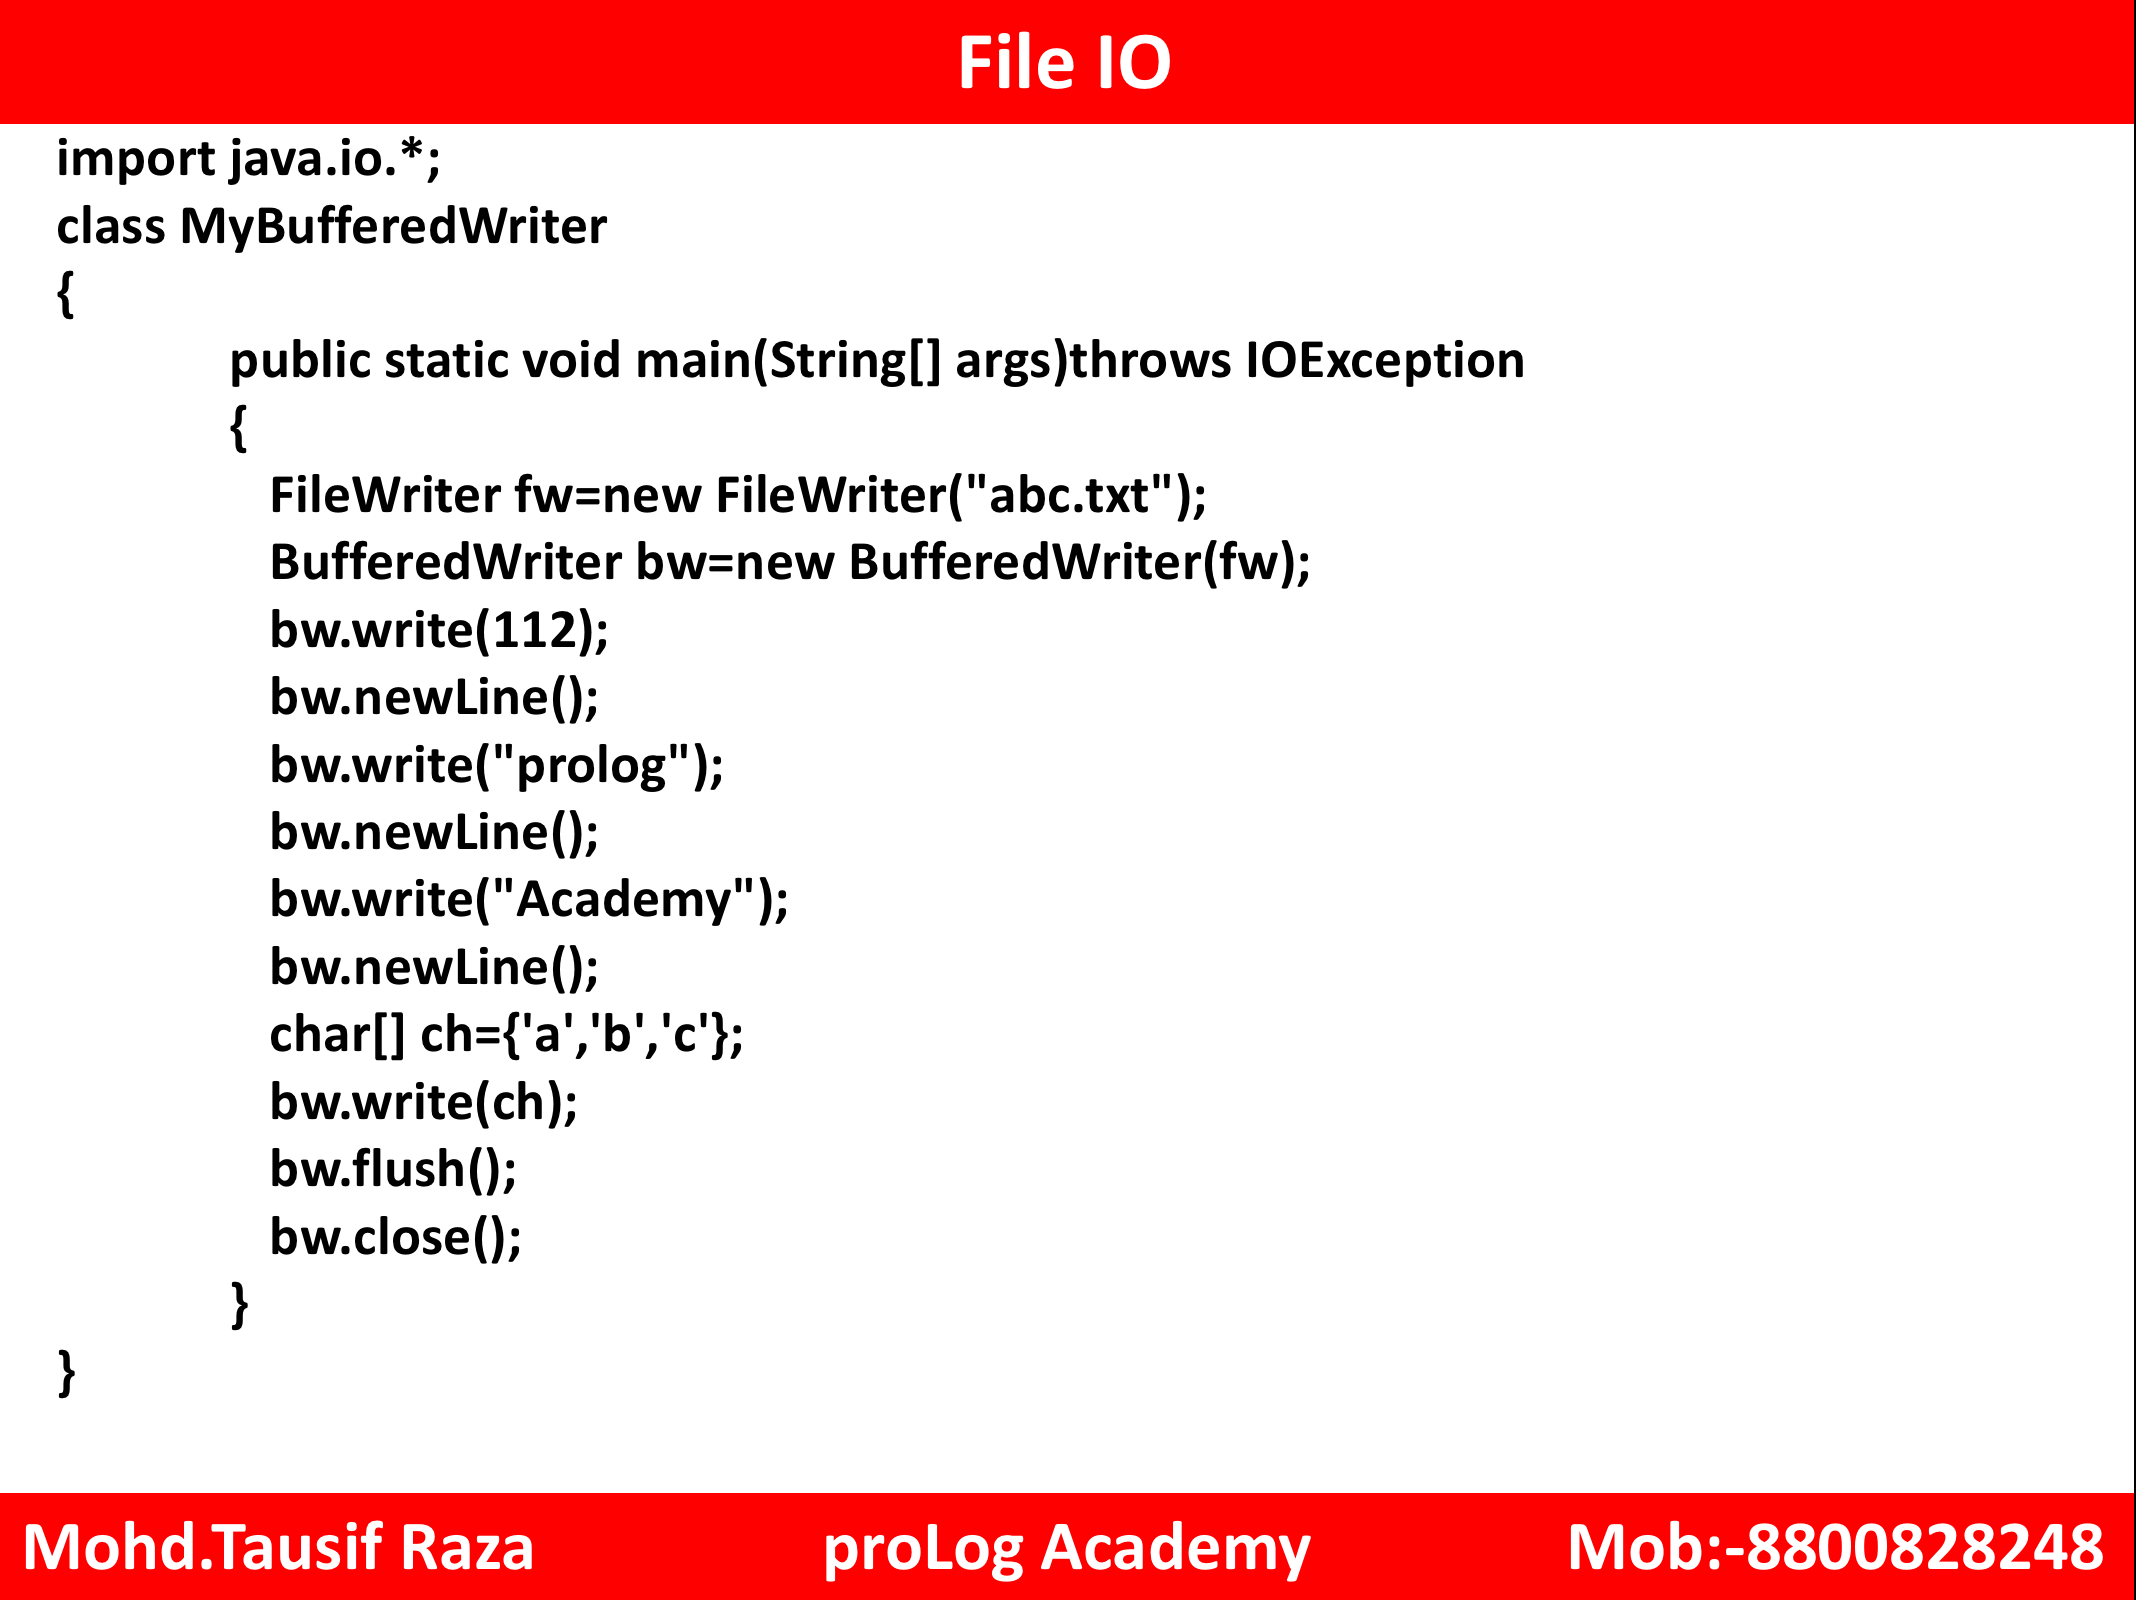 File IO
import java.io.*;
class MyBufferedWriter
{
public static void main(String[] args)throws IOException
{
FileWriter fw=new FileWriter("abc.txt");
BufferedWriter bw=new BufferedWriter(fw);
bw.write(112);
bw.newLine();
bw.write("prolog");
bw.newLine();
bw.write("Academy");
bw.newLine();
char[] ch={'a','b','c'};
bw.write(ch);
bw.flush();
bw.close();
}
}
Mohd.Tausif Raza proLog Academy Mob:-8800828248